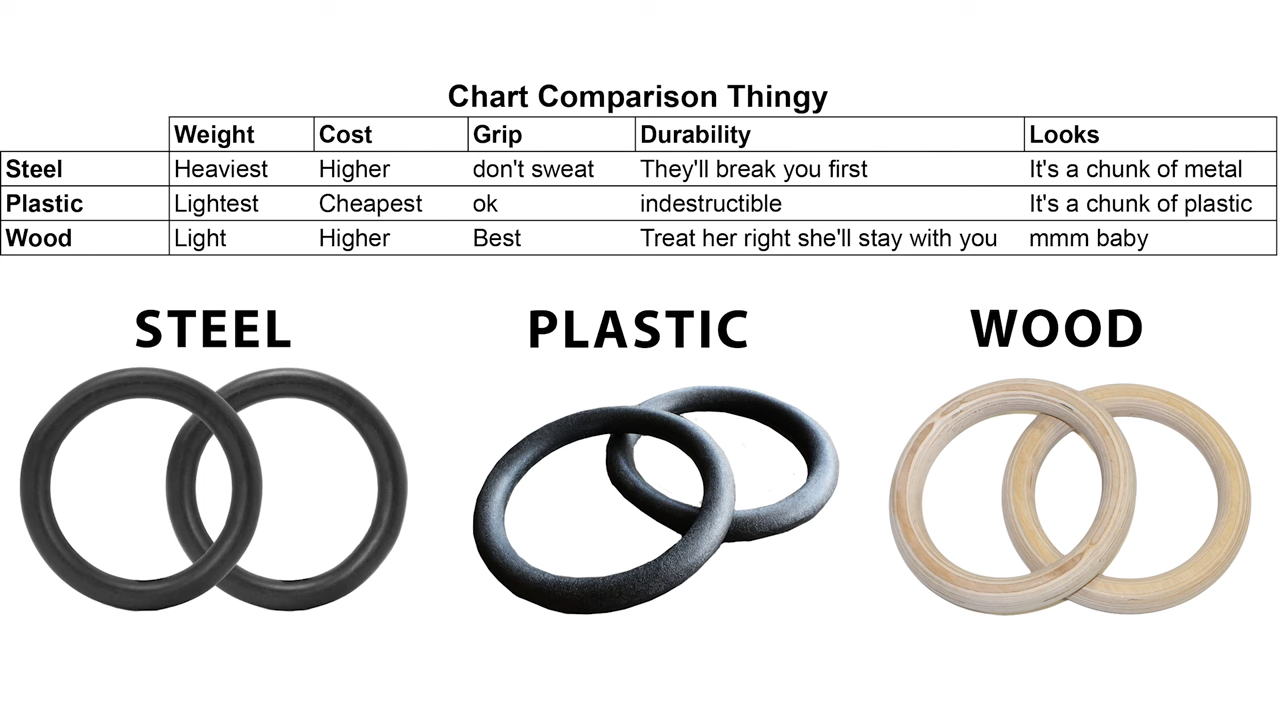 Chart Comparison Thingy
Weight Cost Grip Durability Looks
Steel Heaviest Higher don't sweat They'll break you first It's a chunk of metal
Plastic Lightest Cheapest ok indestructible It's a chunk of plastic
Wood Light Higher Best Treat her right she'll stay with you mmm baby
STEEL PLASTIC WOOD